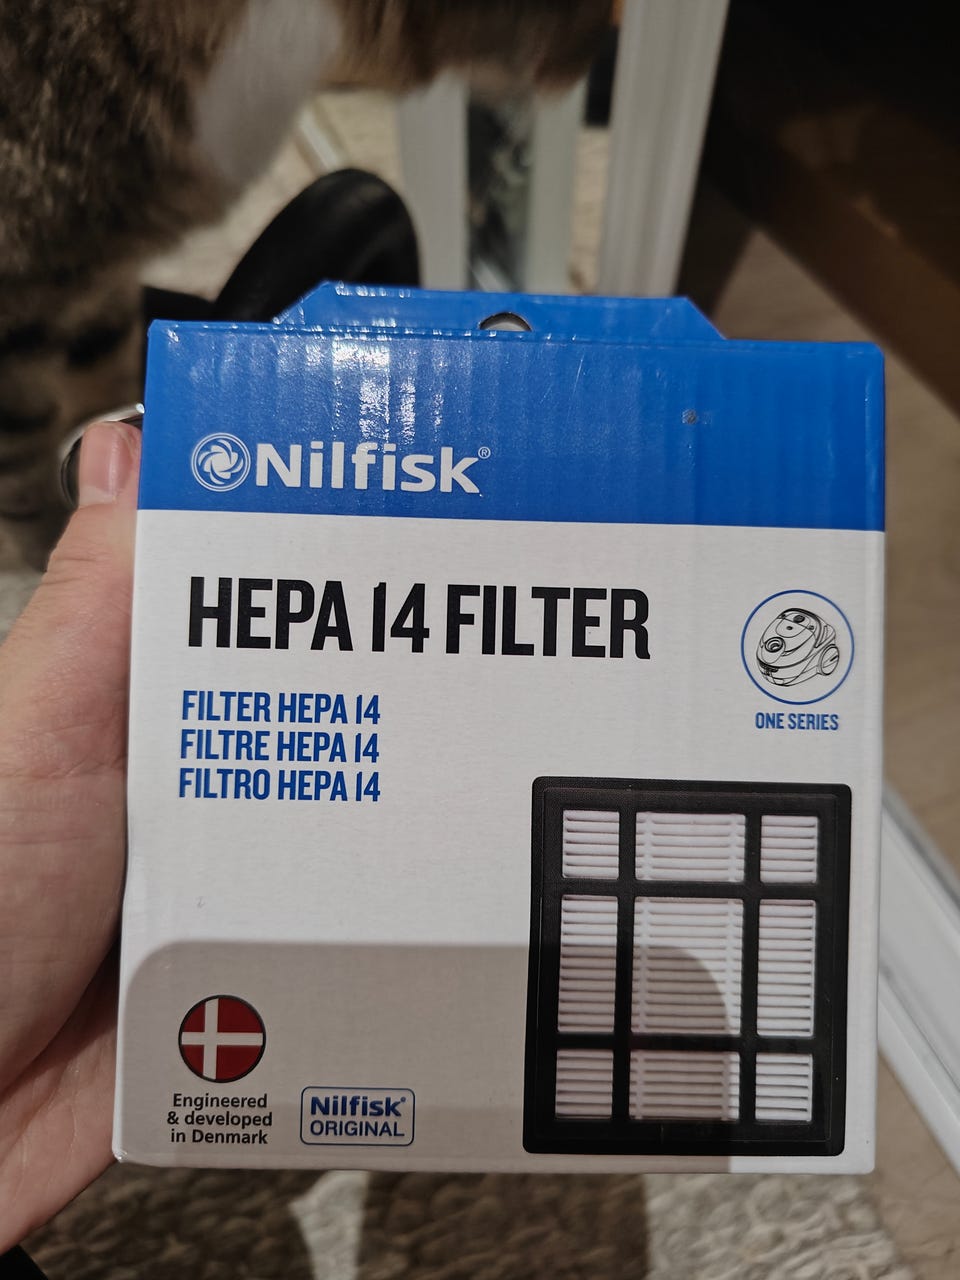 Nilfisk®
HEPA 14 FILTER
FILTER HEPA 14
FILTRE HEPA 14
FILTRO HEPA 14
ONE SERIES
Engineered
& developed
in Denmark
Nilfisk®
ORIGINAL